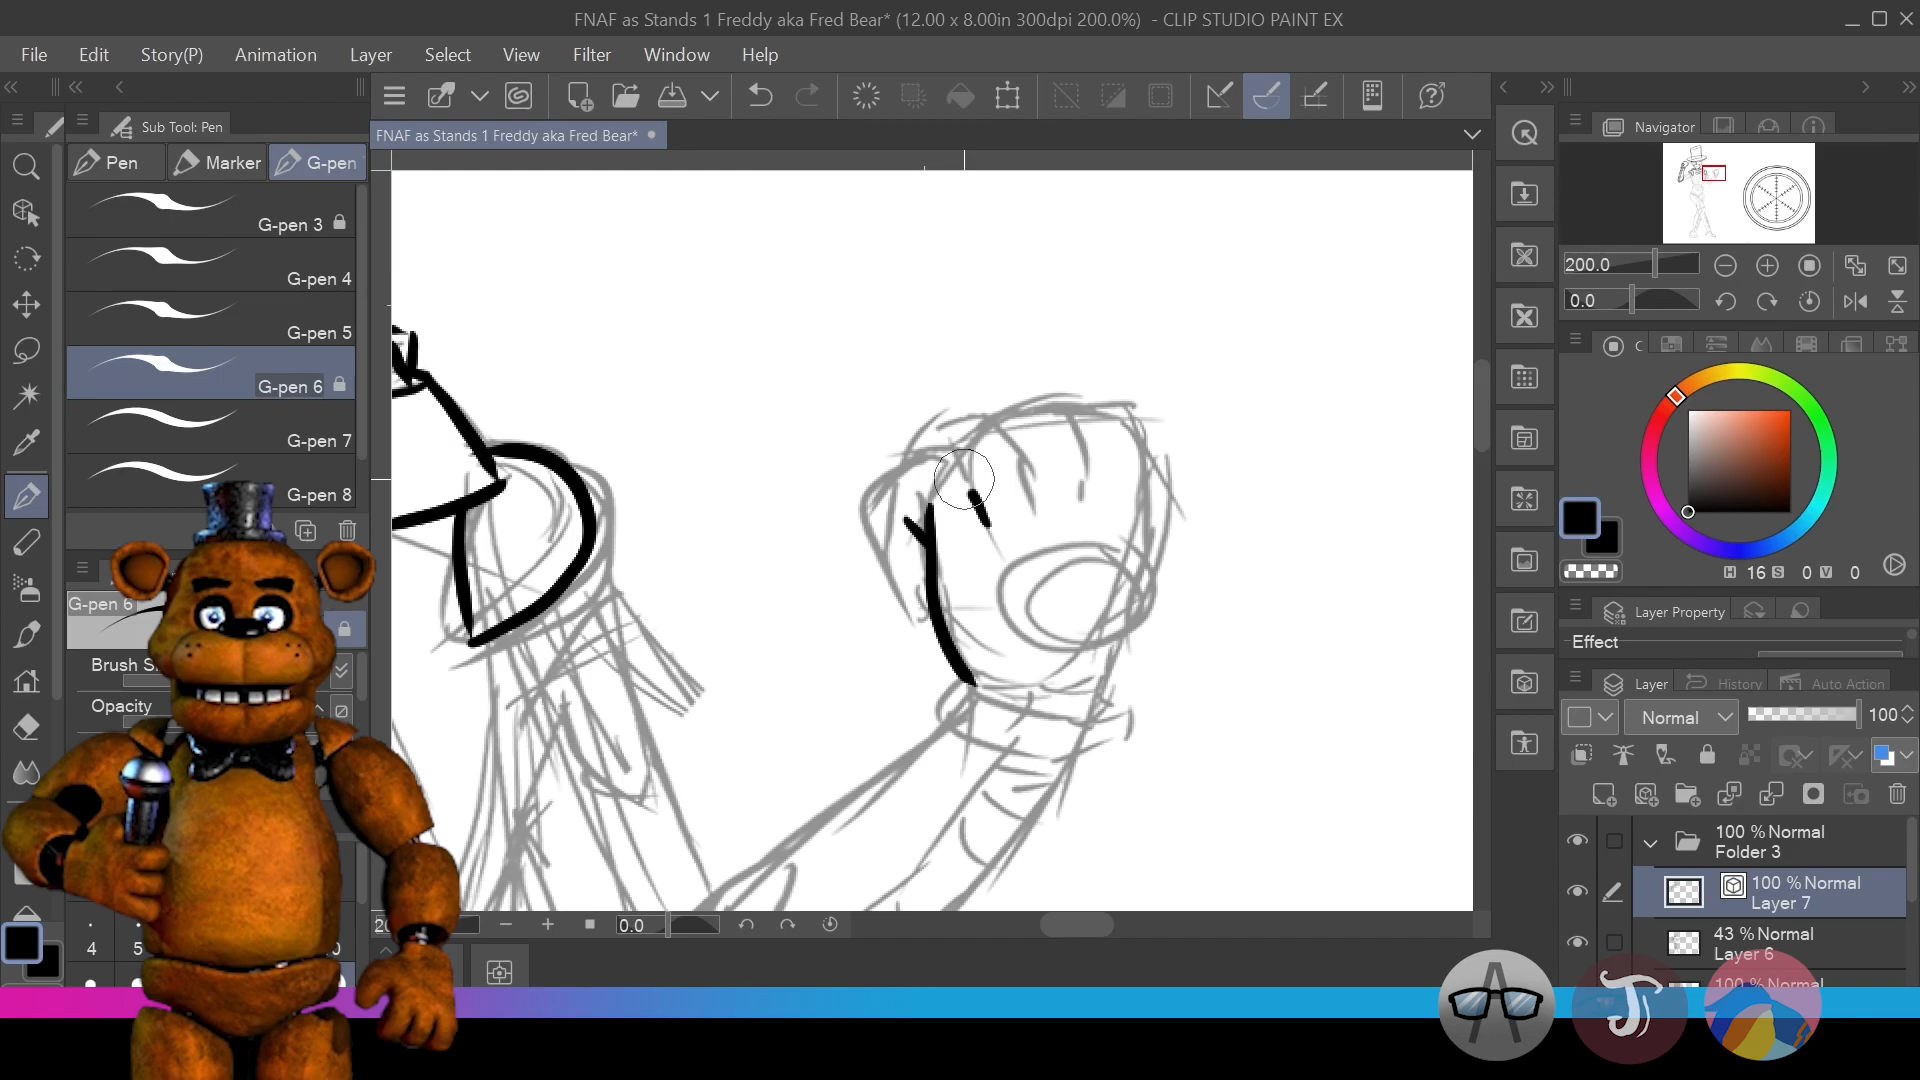 FNAF as Stands 1 Freddy aka Fred Bear* (12.00 x 8.00in 300dpi 200.0%) - CLIP STUDIO PAINT EX
File Edit Story(P) Animation Layer Select View Filter Window Help
Sub Tool: Pen
FNAF as Stands 1 Freddy aka Fred Bear*
Navigator
Pen Marker G-pen
G-pen 3
G-pen 4
G-pen 5
G-pen 6
G-pen 7
G-pen 8
200.0
0.0
C
H 16 S 0 V 0
G-pen 6
Brush S
Opacity
Layer Property
Effect
Layer History Auto Action
Normal 100
100 % Normal
Folder 3
100 % Normal
Layer 7
43 % Normal
Layer 6
100 % Normal
20 0.0
4 5 0